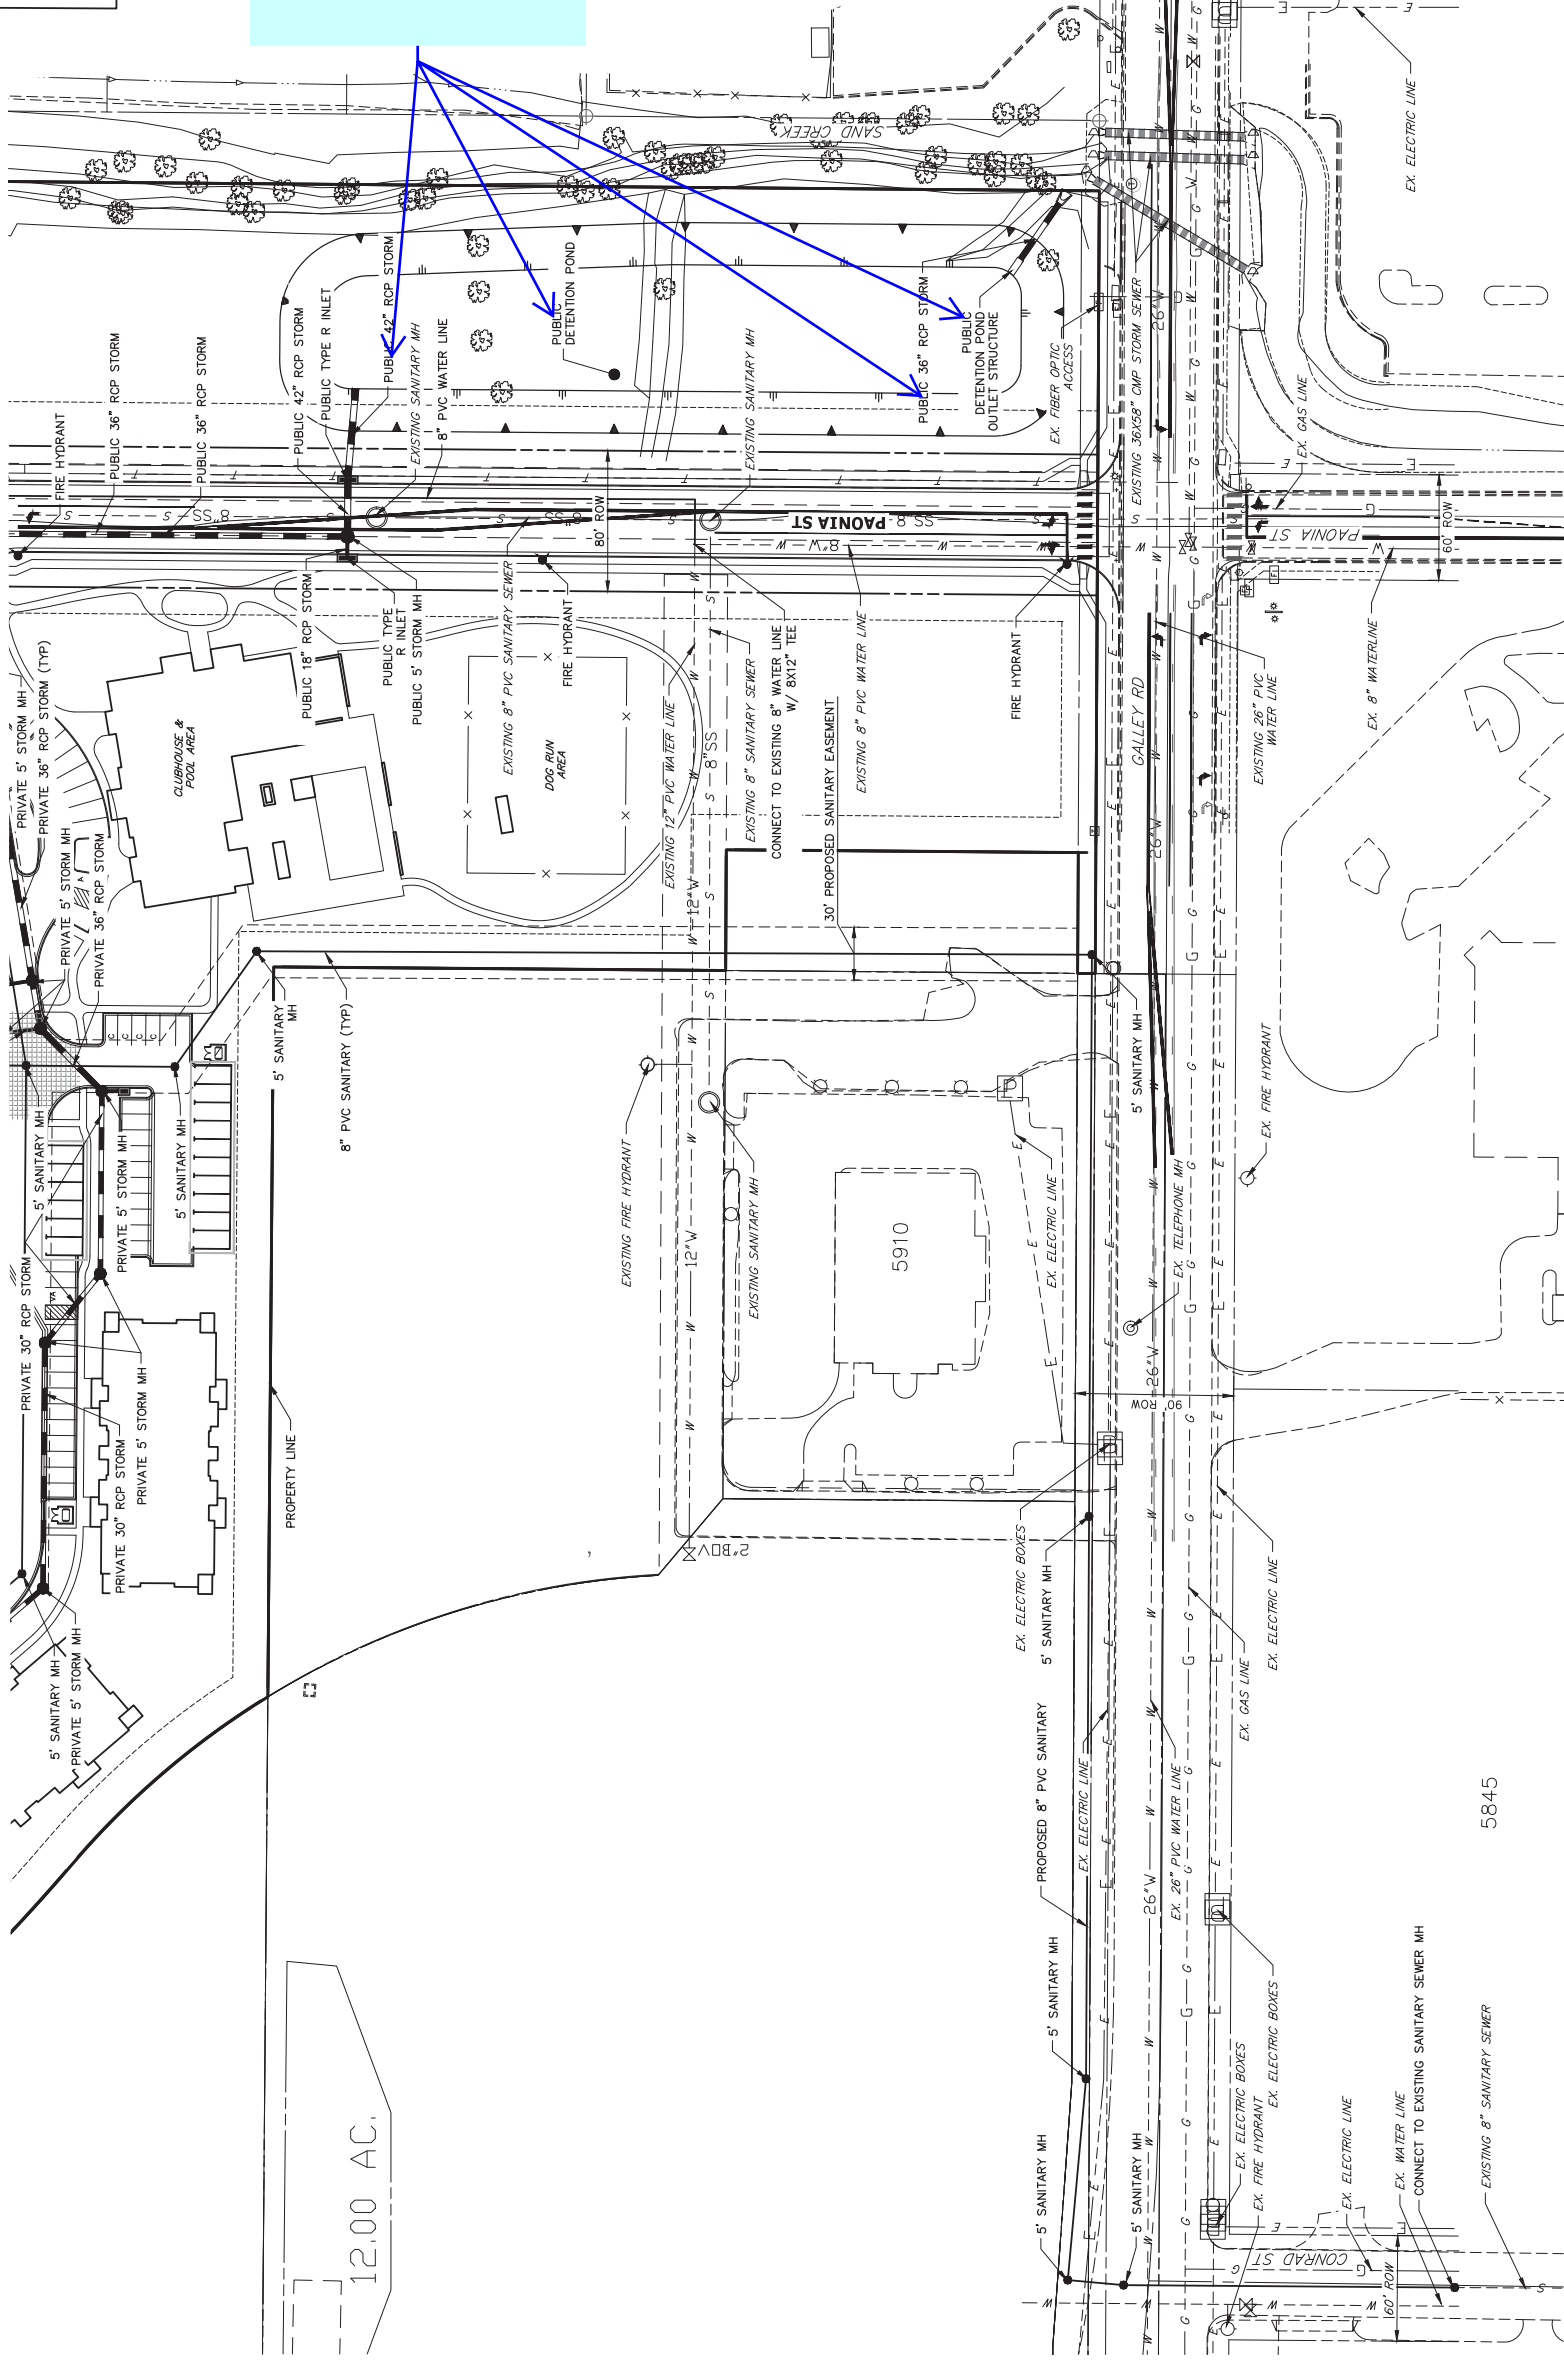 EX. ELECTRIC LINE
SAND CREEK
FIRE HYDRANT
PUBLIC 36" RCP STORM
PUBLIC 36" RCP STORM
PUBLIC 42" RCP STORM
PUBLIC TYPE R INLET
PUBLIC 42" RCP STORM
EXISTING SANITARY MH
8" PVC WATER LINE
PUBLIC
DETENTION POND
EXISTING SANITARY MH
PUBLIC 36" RCP STORM
PUBLIC
DETENTION POND
OUTLET STRUCTURE
EX. FIBER OPTIC
ACCESS
EXISTING 36X58" CMP STORM SEWER
26"W
EX. GAS LINE
80' ROW
8"SS
PAONIA ST
8"W
PAONIA ST
60' ROW
PUBLIC 18" RCP STORM
PUBLIC TYPE
R INLET
PUBLIC 5' STORM MH
EXISTING 8" PVC SANITARY SEWER
FIRE HYDRANT
EXISTING 12" PVC WATER LINE
EXISTING 8" SANITARY SEWER
CONNECT TO EXISTING 8" WATER LINE
W/ 8X12" TEE
EXISTING 8" PVC WATER LINE
30' PROPOSED SANITARY EASEMENT
FIRE HYDRANT
GALLEY RD
EXISTING 26" PVC
WATER LINE
EX. 8" WATERLINE
PRIVATE 5' STORM MH
PRIVATE 36" RCP STORM (TYP)
CLUBHOUSE &
POOL AREA
DOG RUN
AREA
8"SS
12"W
26"W
PRIVATE 5' STORM MH
PRIVATE 36" RCP STORM
5' SANITARY
MH
8" PVC SANITARY (TYP)
5' SANITARY MH
PRIVATE 5' STORM MH
5' SANITARY MH
5' SANITARY MH
EX. FIRE HYDRANT
EXISTING FIRE HYDRANT
EXISTING SANITARY MH
12"W
5910
EX. ELECTRIC LINE
EX. TELEPHONE MH
26"W
90' ROW
PRIVATE 30" RCP STORM
VA
PRIVATE 5' STORM MH
PRIVATE 30" RCP STORM
PROPERTY LINE
2"BOV
EX. ELECTRIC BOXES
5' SANITARY MH
EX. ELECTRIC LINE
EX. GAS LINE
5' SANITARY MH
PRIVATE 5' STORM MH
PROPOSED 8" PVC SANITARY
EX. ELECTRIC LINE
EX. 26" PVC WATER LINE
26"W
5845
5' SANITARY MH
EX. ELECTRIC BOXES
EX. ELECTRIC BOXES
EX. FIRE HYDRANT
5' SANITARY MH
5' SANITARY MH
EX. ELECTRIC LINE
EX. WATER LINE
CONNECT TO EXISTING SANITARY SEWER MH
EXISTING 8" SANITARY SEWER
12.00 AC.
CONRAD ST
60' ROW